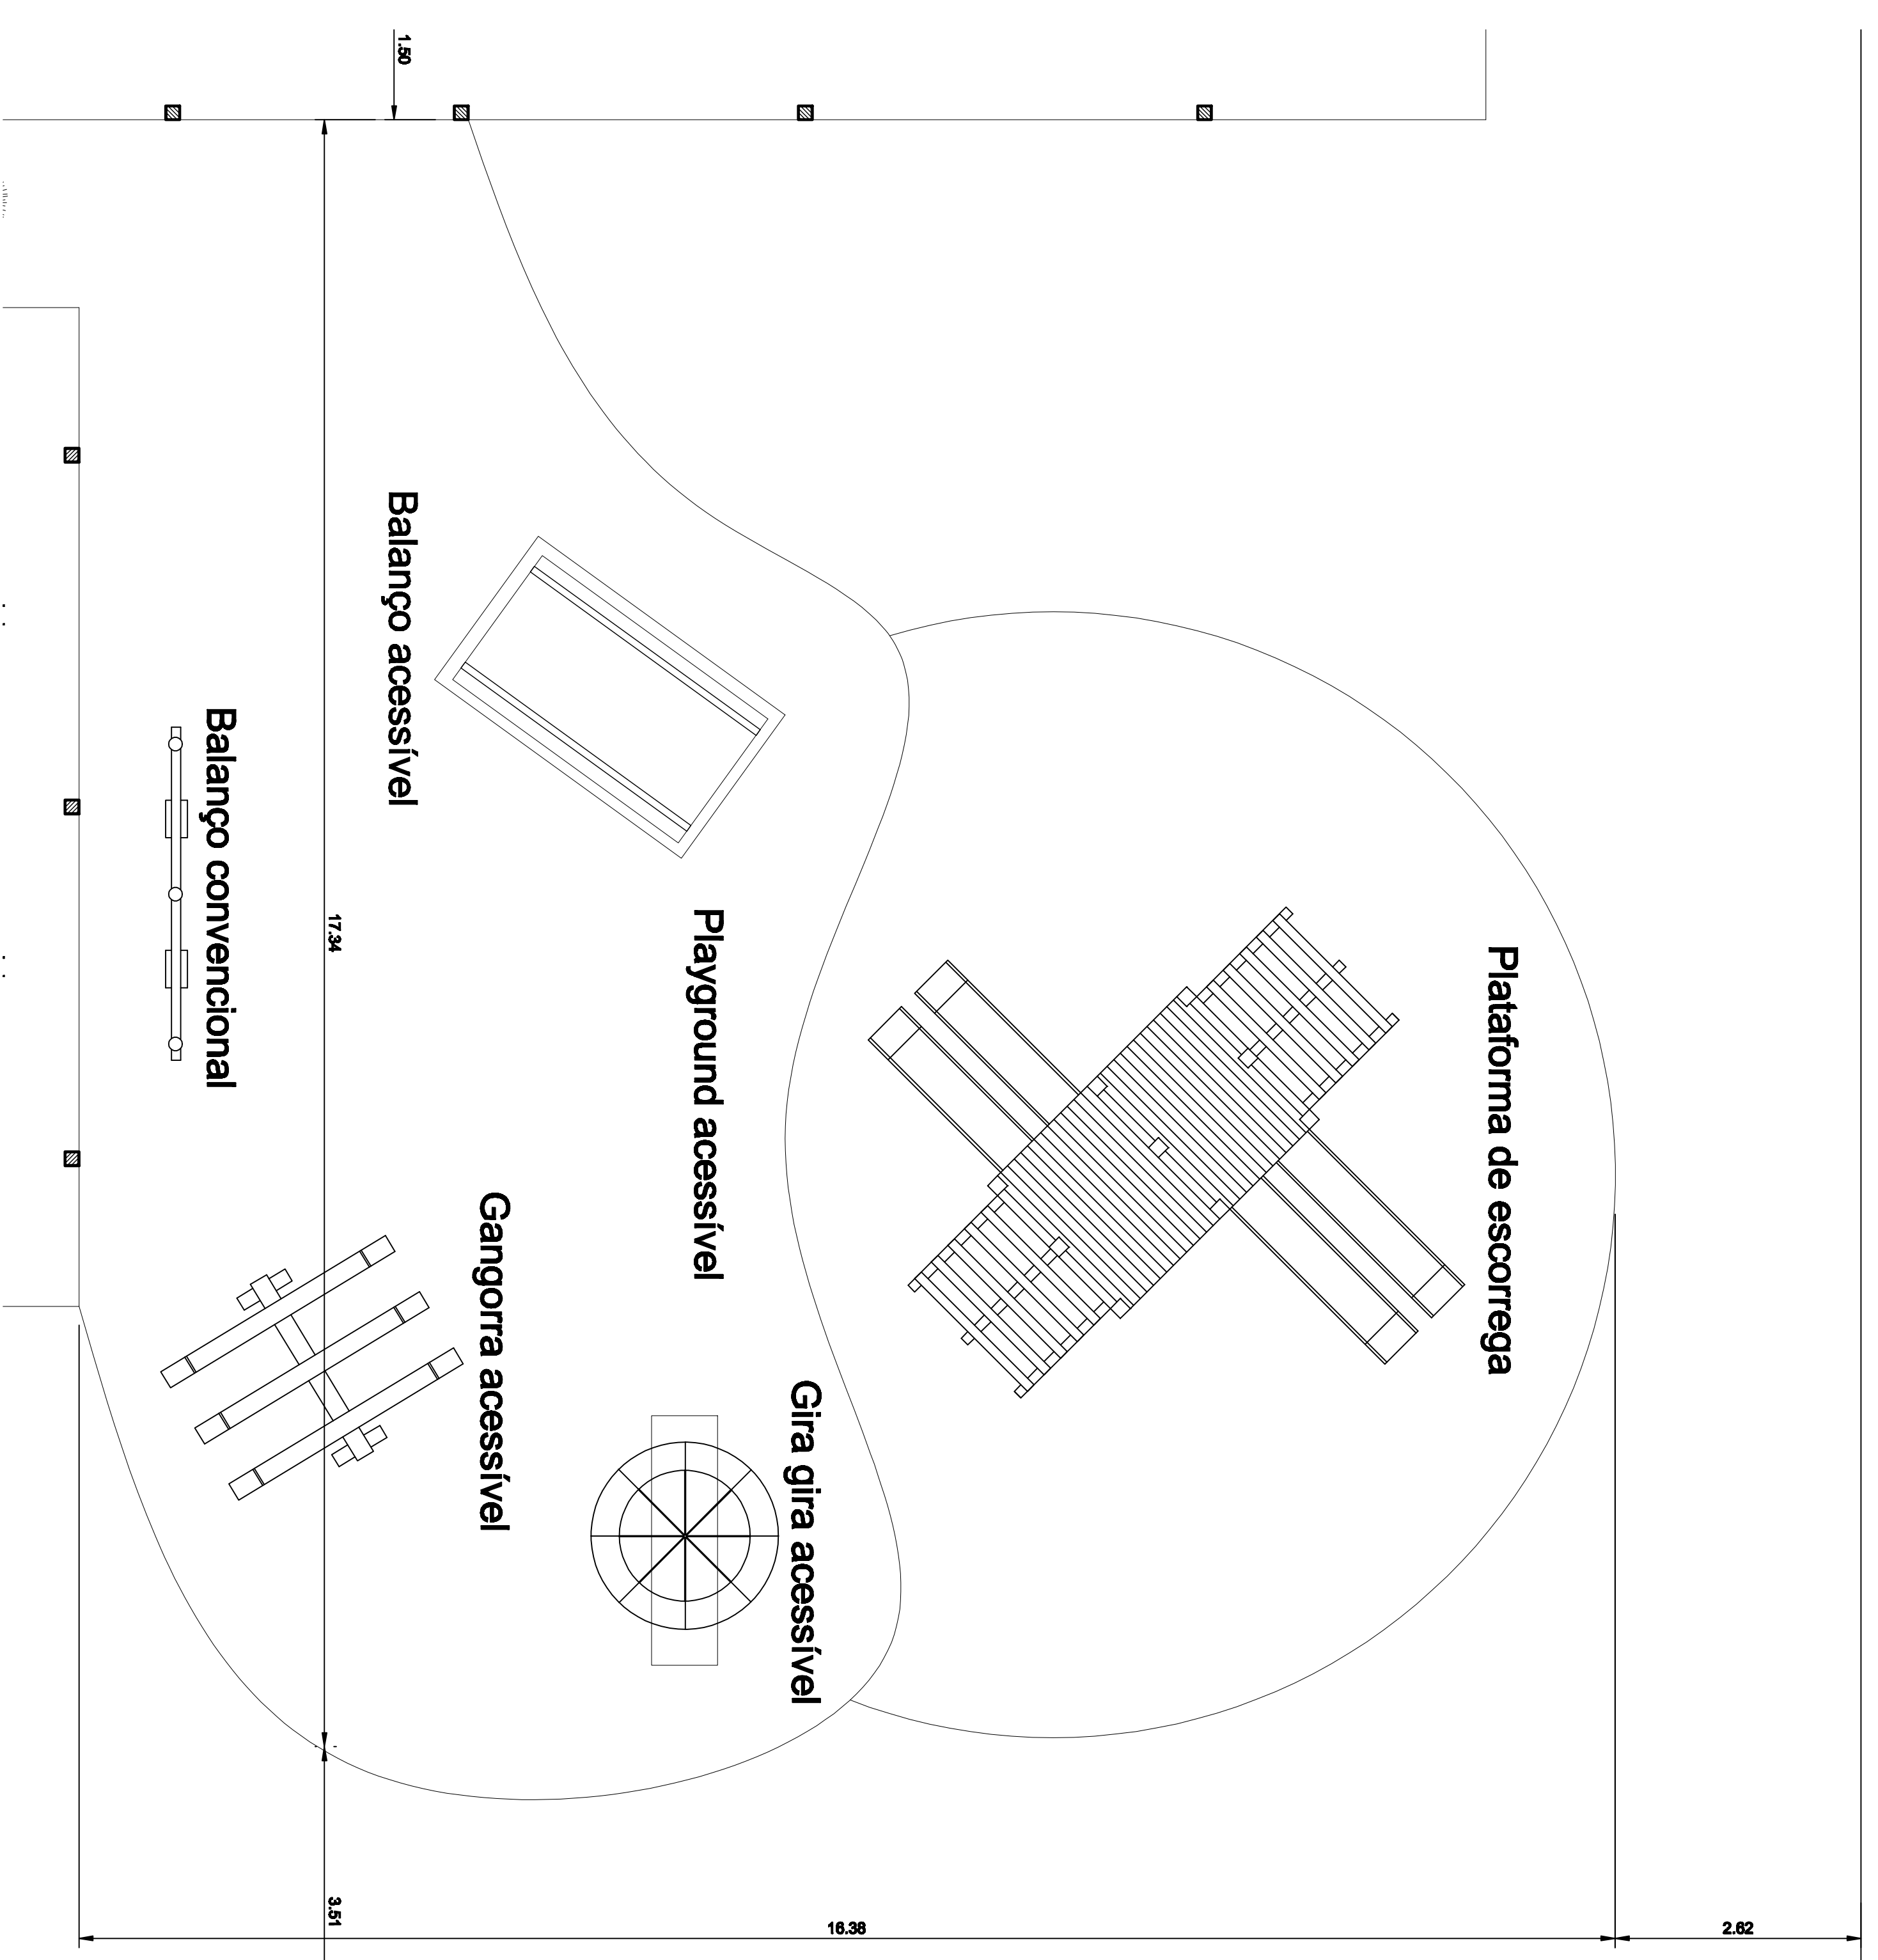 1.50
Plataforma de escorrega
Playground acessível
Gira gira acessível
Gangorra acessível
Balanço acessível
Balanço convencional
17.34
3.51
16.38
2.62